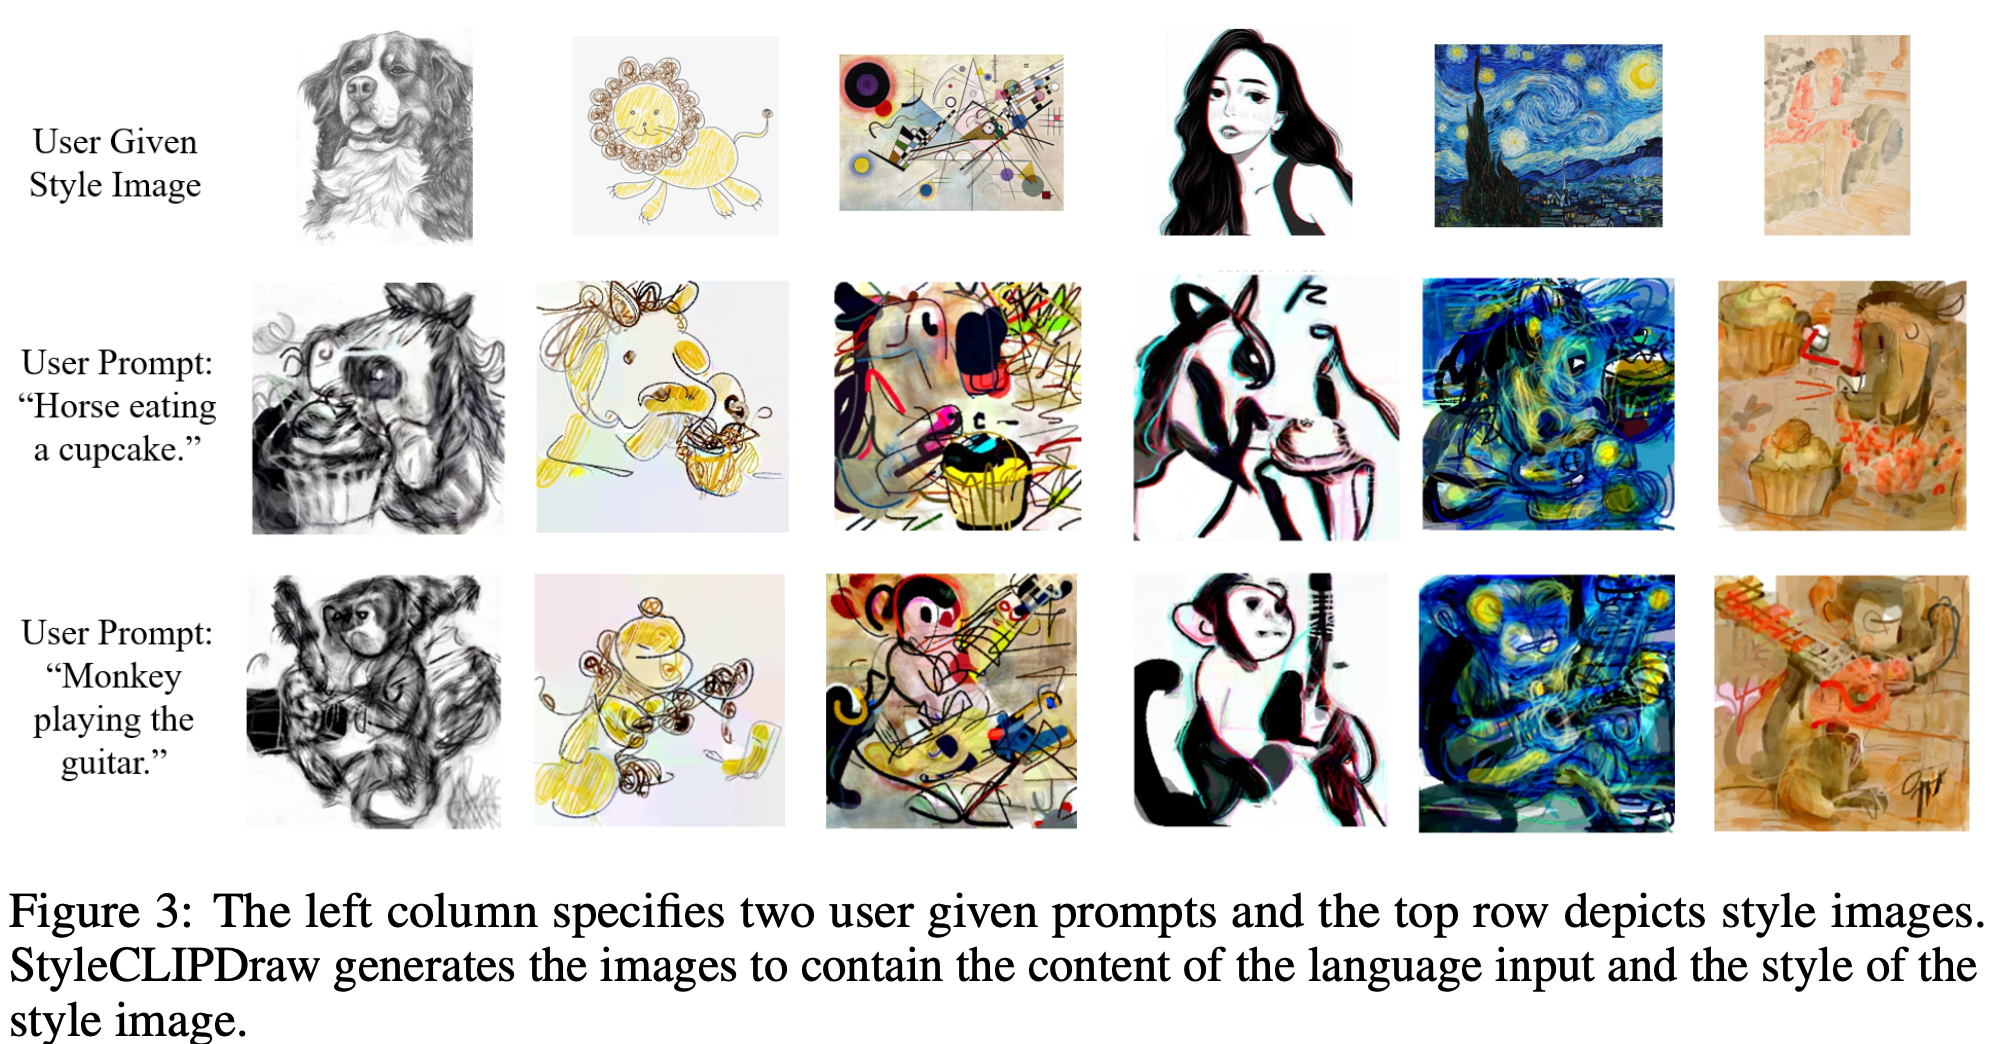 User Given
Style Image
User Prompt:
“Horse eating
a cupcake.”
User Prompt:
“Monkey
playing the
guitar.”
Figure 3: The left column specifies two user given prompts and the top row depicts style images.
StyleCLIPDraw generates the images to contain the content of the language input and the style of the
style image.